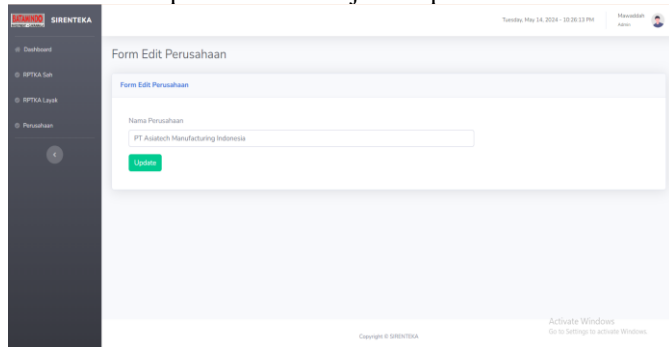 BATAMINDO
SIRENTEKA
Tuesday, May 14, 2024 - 10:26:13 PM
Mawaddah
Admin
Dashboard
RPTKA Sah
RPTKA Layak
Perusahaan
Form Edit Perusahaan
Form Edit Perusahaan
Nama Perusahaan
PT Asiatech Manufacturing Indonesia
Update
Activate Windows
Go to Settings to activate Windows.
Copyright © SIRENTEKA